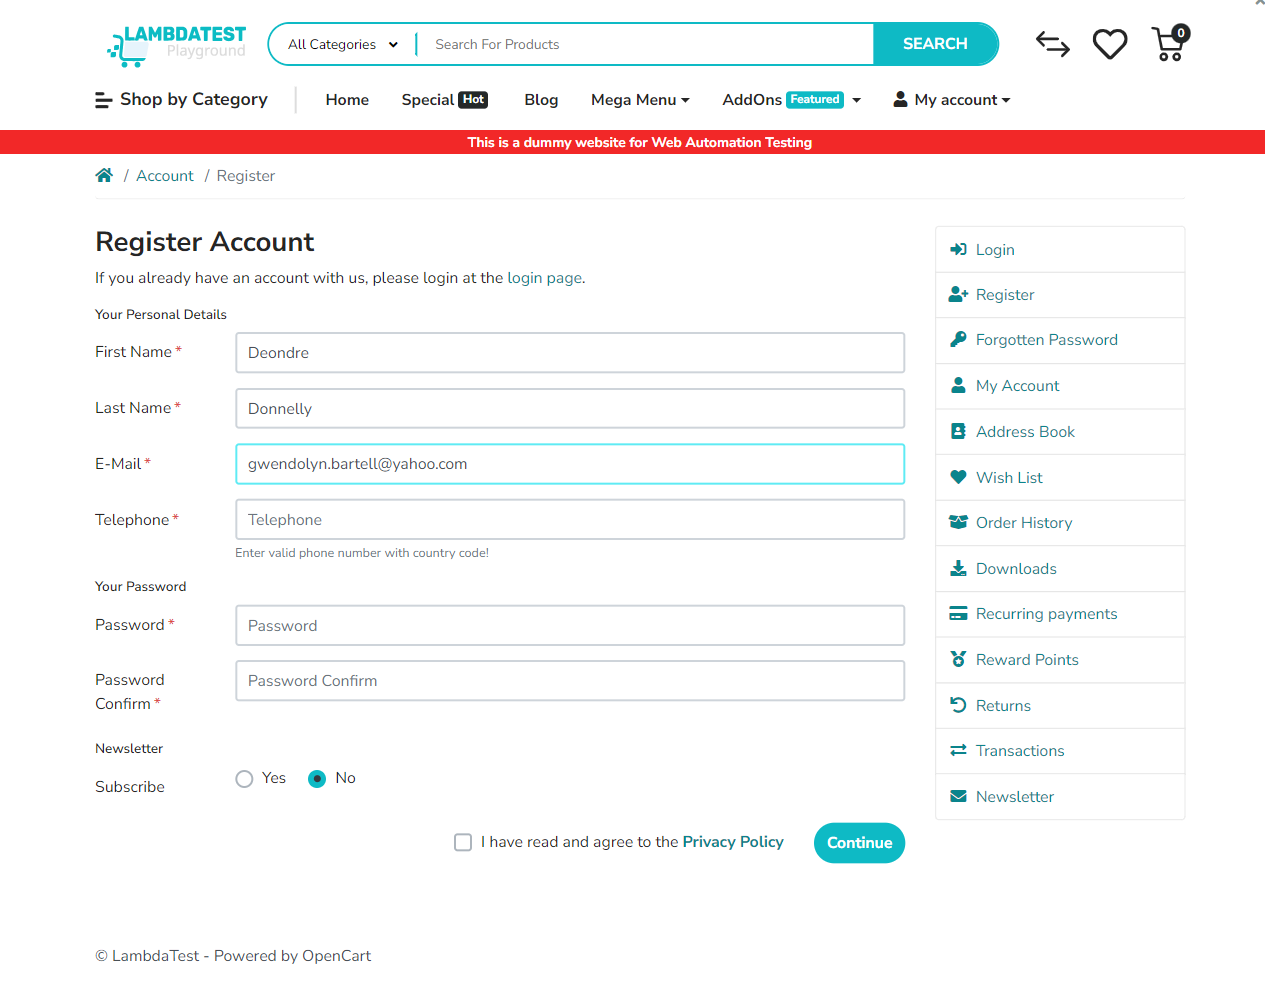 LAMBDATEST
Playground
All Categories
Search For Products
SEARCH
0
Shop by Category
Home
Special Hot
Blog
Mega Menu
AddOns Featured
My account
This is a dummy website for Web Automation Testing
/ Account / Register
Register Account
If you already have an account with us, please login at the login page.
Your Personal Details
First Name *
Deondre
Last Name *
Donnelly
E-Mail *
gwendolyn.bartell@yahoo.com
Telephone *
Telephone
Enter valid phone number with country code!
Your Password
Password *
Password
Password
Confirm *
Password Confirm
Newsletter
Subscribe
Yes
No
I have read and agree to the Privacy Policy
Continue
Login
Register
Forgotten Password
My Account
Address Book
Wish List
Order History
Downloads
Recurring payments
Reward Points
Returns
Transactions
Newsletter
© LambdaTest - Powered by OpenCart